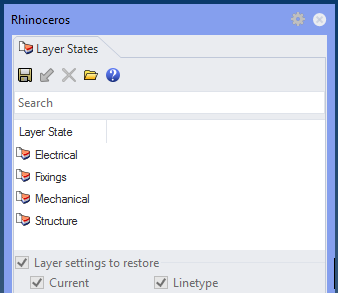 Rhinoceros
Layer States
Search
Layer State
Electrical
Fixings
Mechanical
Structure
Layer settings to restore
Current Linetype